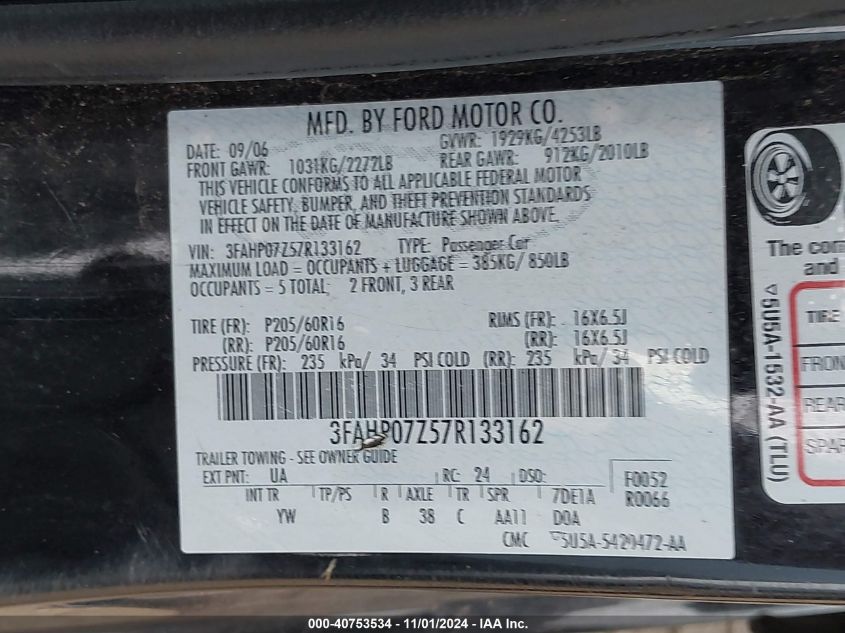 MFD. BY FORD MOTOR CO.
DATE: 09/06 GVWR: 1929KG/4253LB
FRONT GAWR: 1031KG/2272LB REAR GAWR: 912KG/2010LB
THIS VEHICLE CONFORMS TO ALL APPLICABLE FEDERAL MOTOR
VEHICLE SAFETY, BUMPER, AND THEFT PREVENTION STANDARDS
IN EFFECT ON THE DATE OF MANUFACTURE SHOWN ABOVE.
VIN: 3FAHP07Z57R133162 TYPE: Passenger Car
MAXIMUM LOAD = OCCUPANTS + LUGGAGE = 385KG/ 850LB
OCCUPANTS = 5 TOTAL; 2 FRONT, 3 REAR
TIRE (FR): P205/60R16 RIMS (FR): 16X6.5J
(RR): P205/60R16 (RR): 16X6.5J
PRESSURE (FR): 235 kPa/ 34 PSI COLD (RR): 235 kPa/ 34 PSI COLD
3FAHP07Z57R133162
TRAILER TOWING - SEE OWNER GUIDE
EXT PNT: UA RC: 24 DSO: F0052
INT TR TP/PS R AXLE TR SPR 7DE1A R0066
YW B 38 C AA11 DOA
CMC 5U5A-5429472-AA
The com
and
5U5A-1532-AA (TLU)
TIRE
FRON
REAR
SPAR
000-40753534 - 11/01/2024 - IAA Inc.